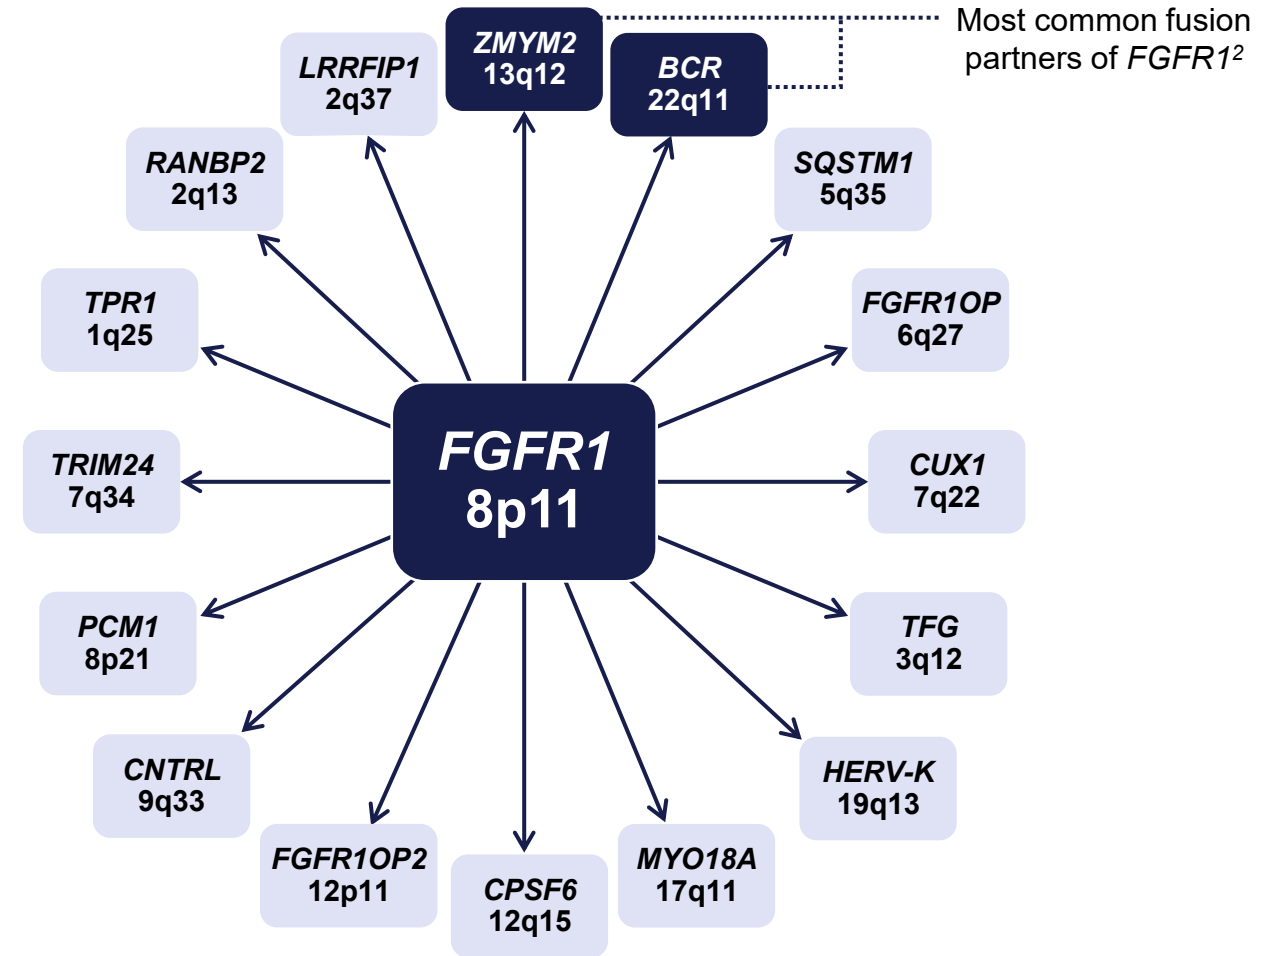 Most common fusion
partners of FGFR1²
ZMYM2
13q12
BCR
22q11
LRRFIP1
2q37
SQSTM1
5q35
RANBP2
2q13
FGFR1OP
6q27
TPR1
1q25
FGFR1
8p11
CUX1
7q22
TRIM24
7q34
TFG
3q12
PCM1
8p21
HERV-K
19q13
CNTRL
9q33
MYO18A
17q11
FGFR1OP2
12p11
CPSF6
12q15